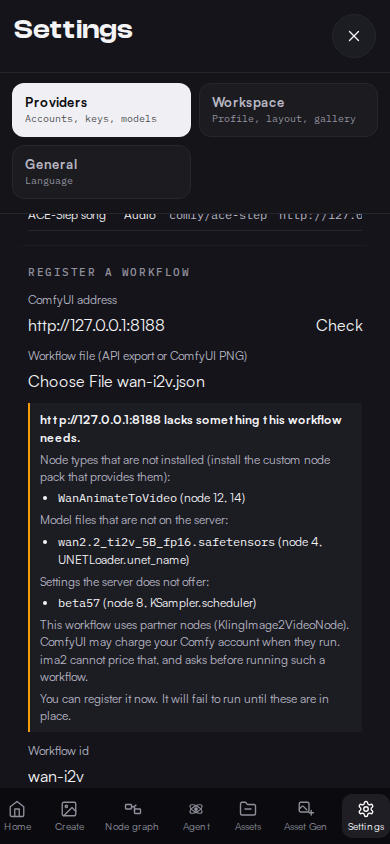 Settings
Providers
Accounts, keys, models
Workspace
Profile, layout, gallery
General
Language
ACE-Step song Audio comfy/ace-step http://127.0
REGISTER A WORKFLOW
ComfyUI address
http://127.0.0.1:8188 Check
Workflow file (API export or ComfyUI PNG)
Choose File wan-i2v.json
http://127.0.0.1:8188 lacks something this workflow
needs.
Node types that are not installed (install the custom node
pack that provides them):
• WanAnimateToVideo (node 12, 14)
Model files that are not on the server:
• wan2.2_ti2v_5B_fp16.safetensors (node 4,
UNETLoader.unet_name)
Settings the server does not offer:
• beta57 (node 8, KSampler.scheduler)
This workflow uses partner nodes (KlingImage2VideoNode).
ComfyUI may charge your Comfy account when they run.
ima2 cannot price that, and asks before running such a
workflow.
You can register it now. It will fail to run until these are in
place.
Workflow id
wan-i2v
Home Create Node graph Agent Assets Asset Gen Settings